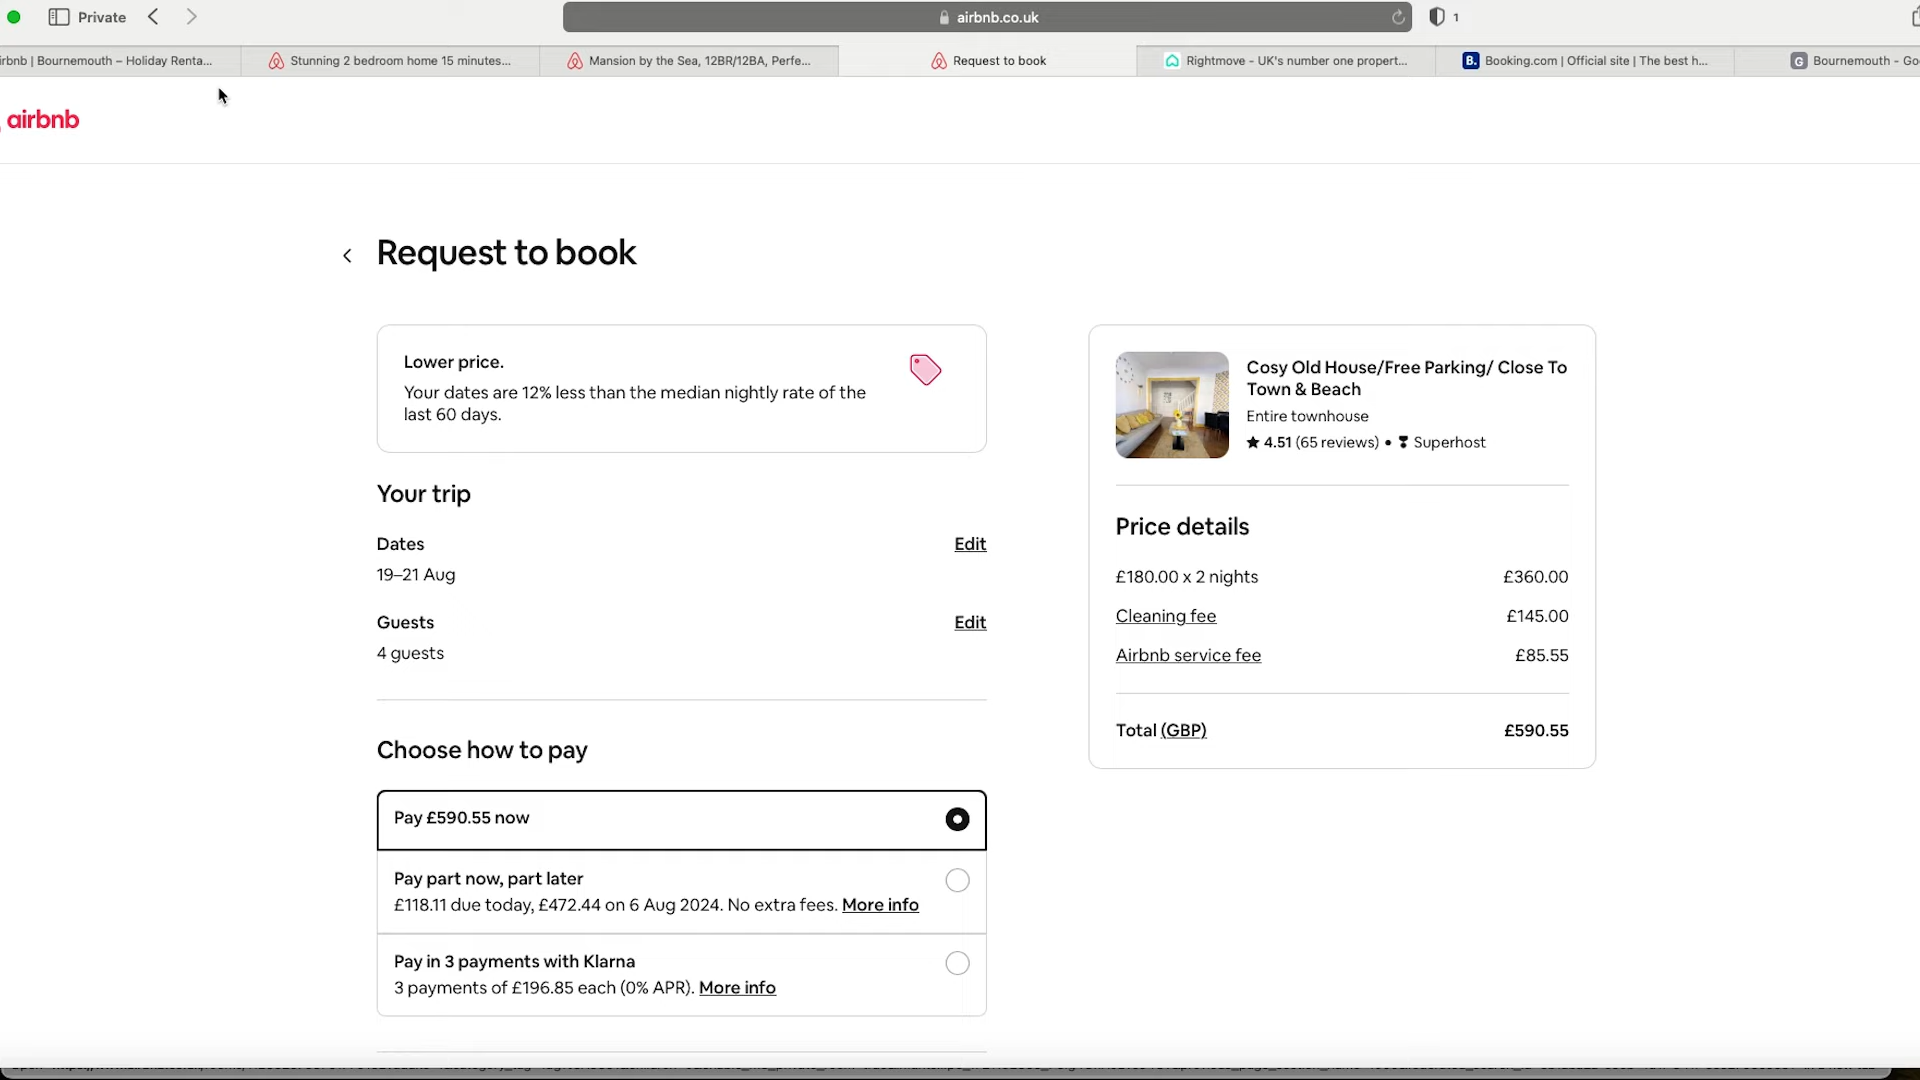 Private
airbnb.co.uk
1
irbnb | Bournemouth – Holiday Renta...
Stunning 2 bedroom home 15 minutes...
Mansion by the Sea, 12BR/12BA, Perfe...
Request to book
Rightmove - UK's number one propert...
B.
Booking.com | Official site | The best h...
G
Bournemouth - Go
airbnb
Request to book
Lower price.
Your dates are 12% less than the median nightly rate of the
last 60 days.
Your trip
Dates
Edit
19–21 Aug
Guests
Edit
4 guests
Choose how to pay
Pay £590.55 now
Pay part now, part later
£118.11 due today, £472.44 on 6 Aug 2024. No extra fees. More info
Pay in 3 payments with Klarna
3 payments of £196.85 each (0% APR). More info
Cosy Old House/Free Parking/ Close To
Town & Beach
Entire townhouse
4.51 (65 reviews) • Superhost
Price details
£180.00 x 2 nights
£360.00
Cleaning fee
£145.00
Airbnb service fee
£85.55
Total (GBP)
£590.55